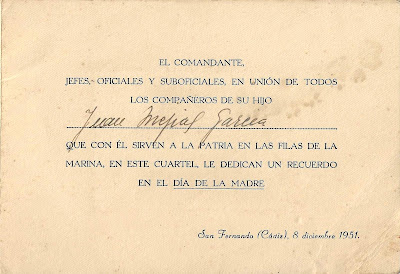 EL COMANDANTE,
JEFES, OFICIALES Y SUBOFICIALES, EN UNIÓN DE TODOS
LOS COMPAÑEROS DE SU HIJO
Juan Mejías García
QUE CON ÉL SIRVEN A LA PATRIA EN LAS FILAS DE LA
MARINA, EN ESTE CUARTEL, LE DEDICAN UN RECUERDO
EN EL DÍA DE LA MADRE
San Fernando (Cádiz), 8 diciembre 1951.